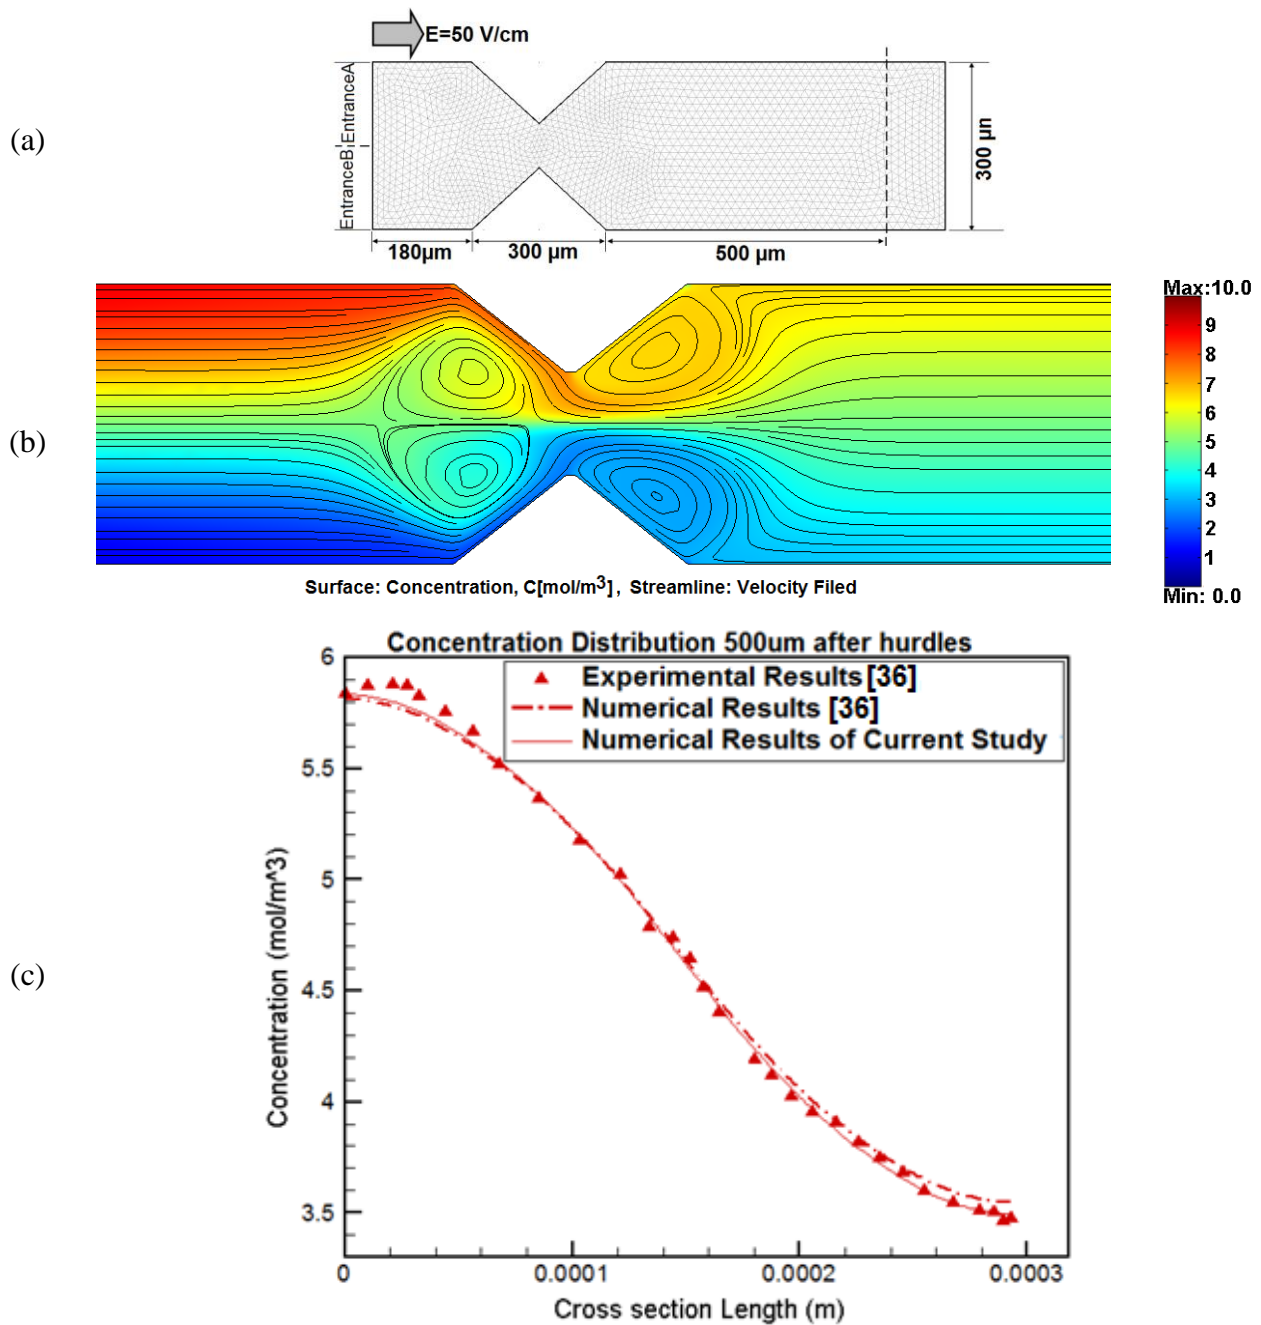 E=50 V/cm
(a)
EntranceA
EntranceB
300 µn
180µm
300 µm
500 µm
(b)
Max:10.0
9
8
7
6
5
4
3
2
1
Min: 0.0
Surface: Concentration, C[mol/m3], Streamline: Velocity Filed
(c)
Concentration Distribution 500um after hurdles
Experimental Results [36]
Numerical Results [36]
Numerical Results of Current Study
6
5.5
5
4.5
4
3.5
Concentration (mol/m^3)
0
0.0001
0.0002
0.0003
Cross section Length (m)